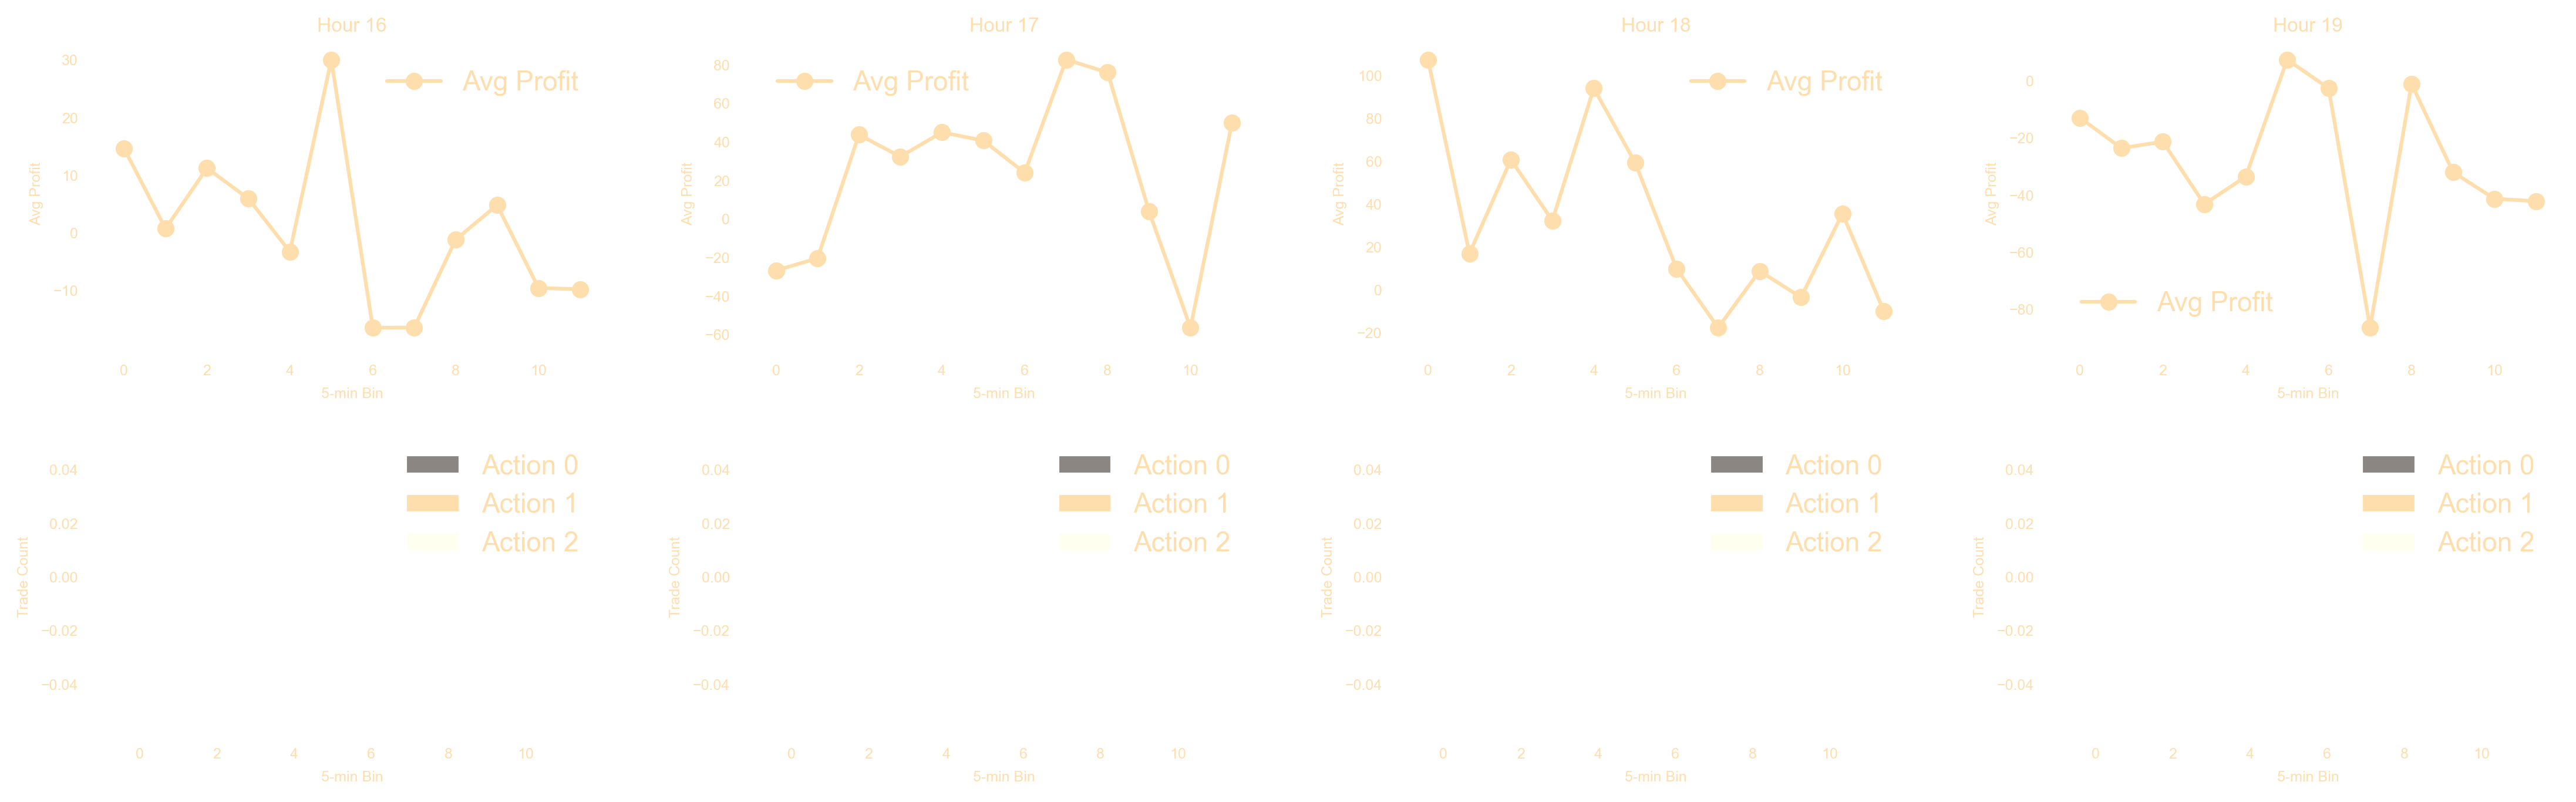 Hour 16
30
20
10
0
−10
Avg Profit
Avg Profit
0 2 4 6 8 10
5-min Bin
Hour 17
80
60
40
20
0
−20
−40
−60
Avg Profit
Avg Profit
0 2 4 6 8 10
5-min Bin
Hour 18
100
80
60
40
20
0
−20
Avg Profit
Avg Profit
0 2 4 6 8 10
5-min Bin
Hour 19
0
−20
−40
−60
−80
Avg Profit
Avg Profit
0 2 4 6 8 10
5-min Bin
0.04
0.02
0.00
−0.02
−0.04
Trade Count
Action 0
Action 1
Action 2
0 2 4 6 8 10
5-min Bin
0.04
0.02
0.00
−0.02
−0.04
Trade Count
Action 0
Action 1
Action 2
0 2 4 6 8 10
5-min Bin
0.04
0.02
0.00
−0.02
−0.04
Trade Count
Action 0
Action 1
Action 2
0 2 4 6 8 10
5-min Bin
0.04
0.02
0.00
−0.02
−0.04
Trade Count
Action 0
Action 1
Action 2
0 2 4 6 8 10
5-min Bin